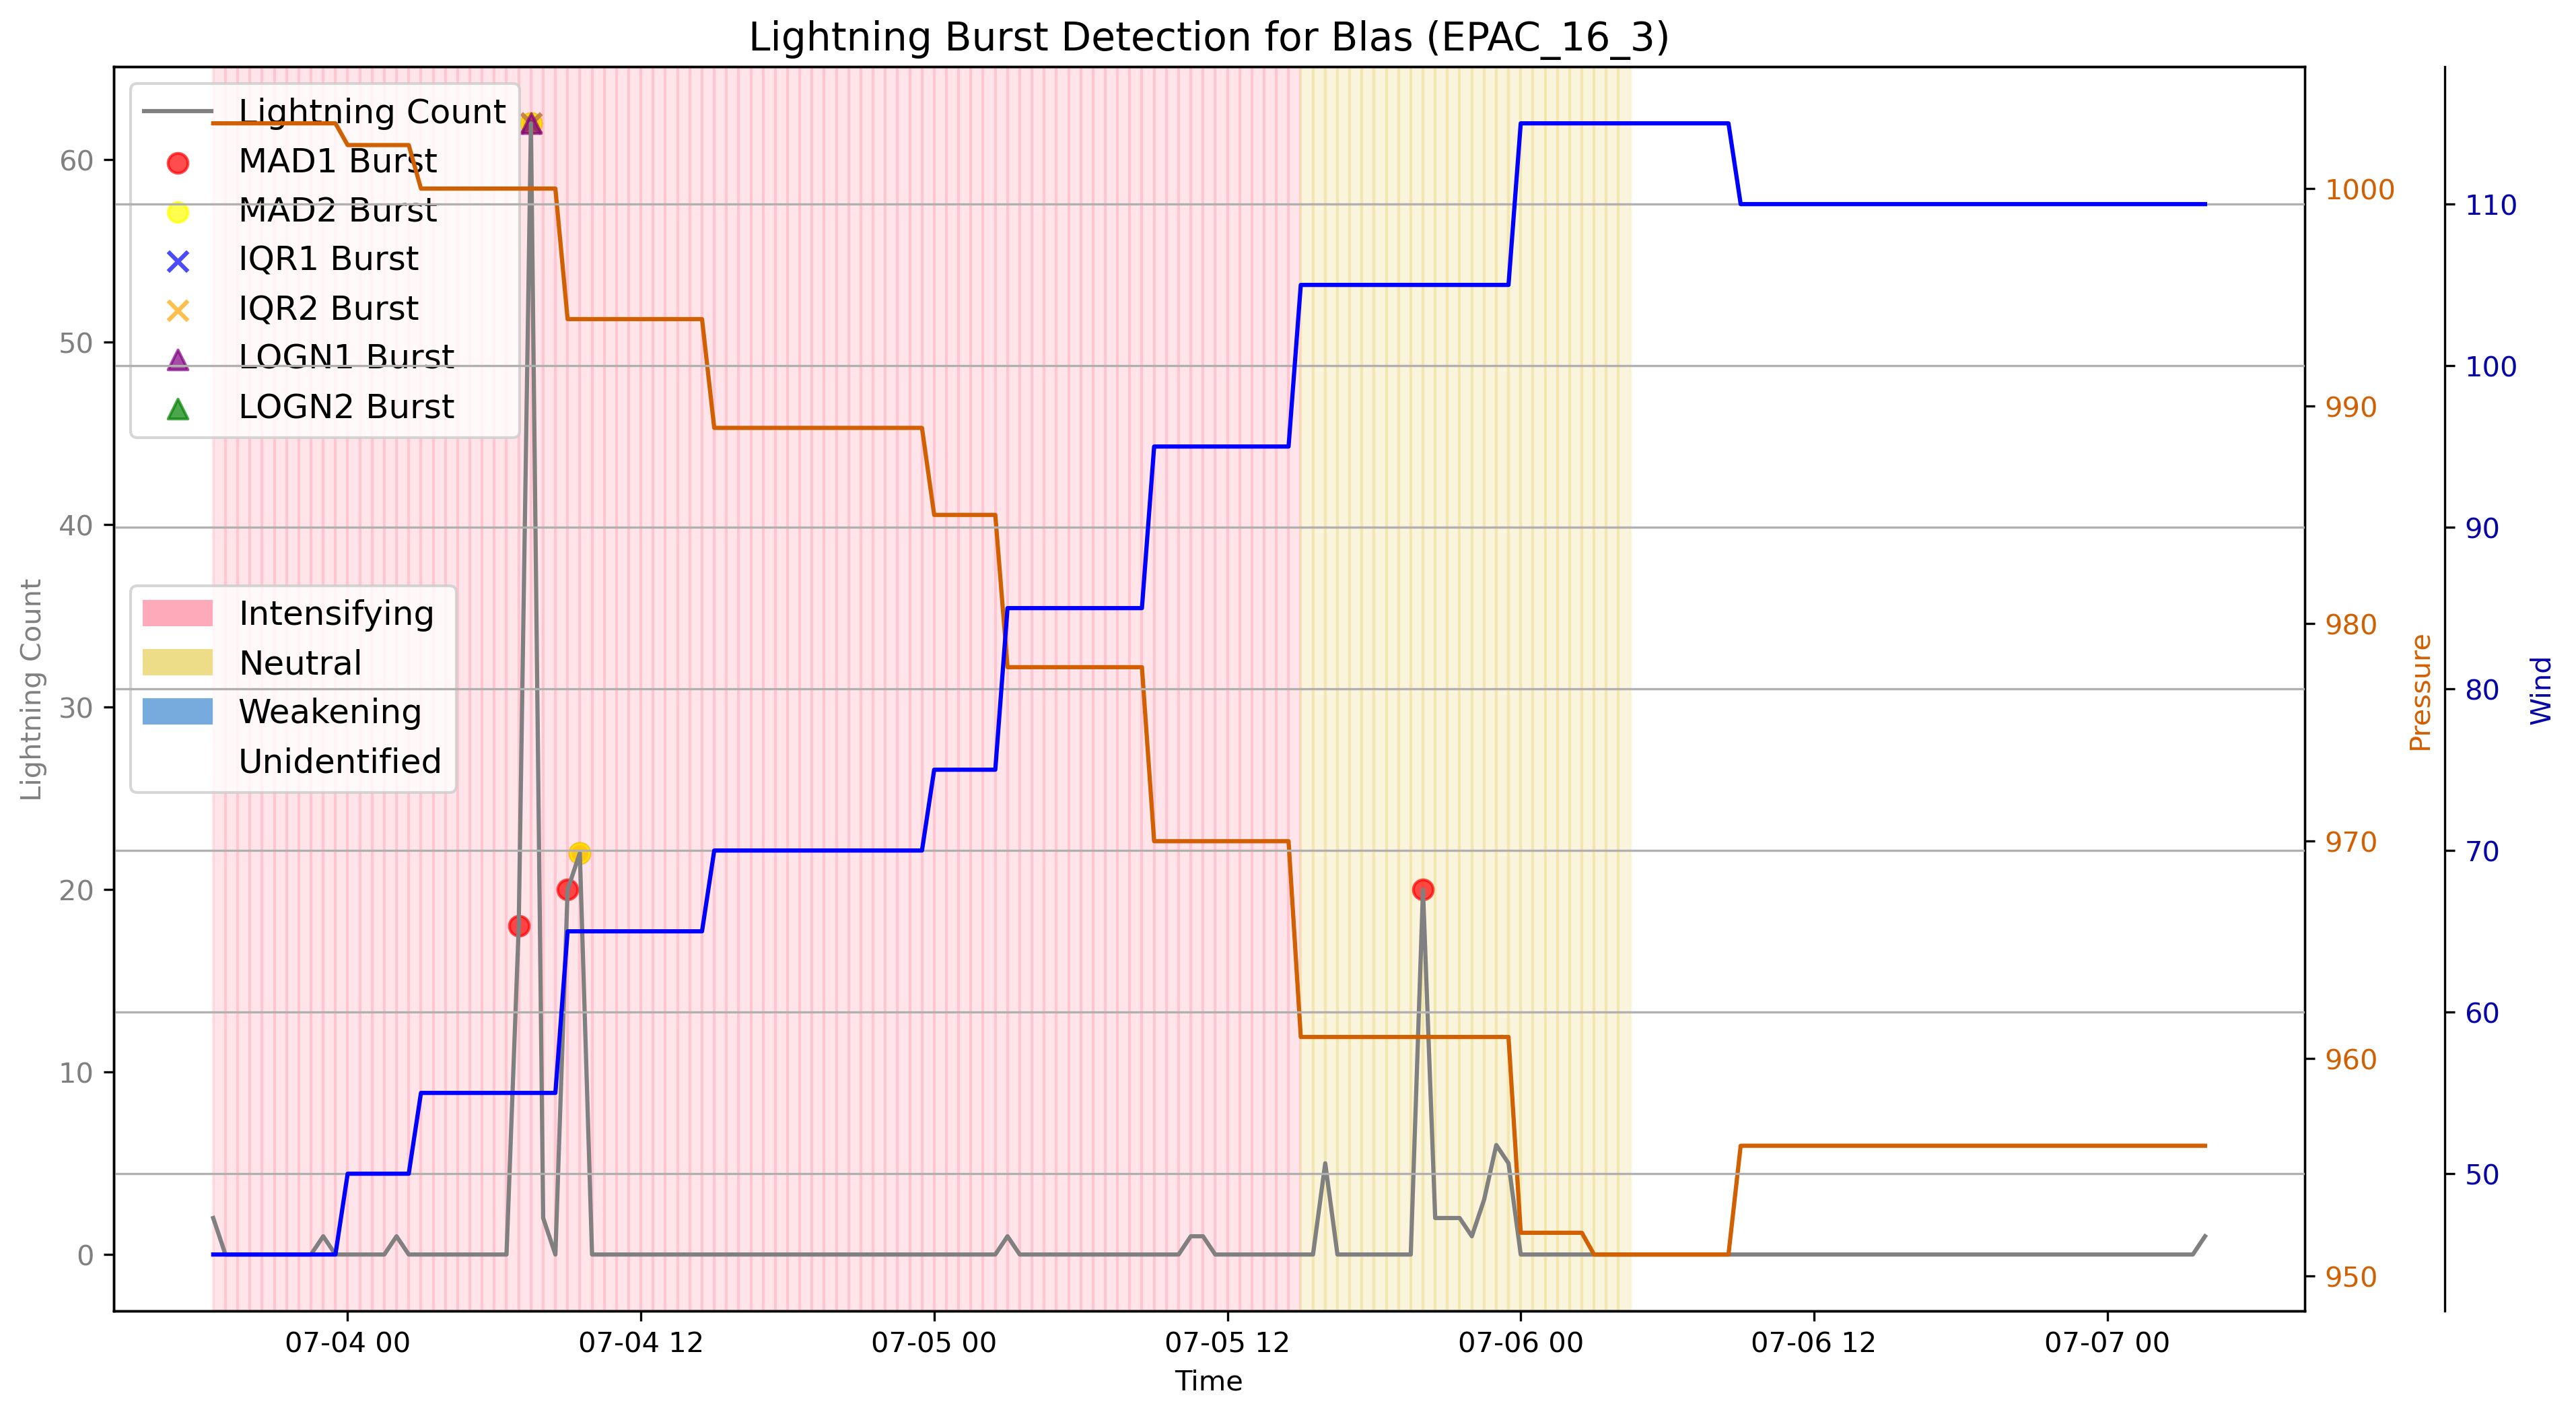 Lightning Burst Detection for Blas (EPAC_16_3)
Lightning Count
MAD1 Burst
MAD2 Burst
IQR1 Burst
IQR2 Burst
LOGN1 Burst
LOGN2 Burst
Intensifying
Neutral
Weakening
Unidentified
Lightning Count
60
50
40
30
20
10
0
1000
990
980
970
960
950
Pressure
110
100
90
80
70
60
50
Wind
07-04 00
07-04 12
07-05 00
07-05 12
07-06 00
07-06 12
07-07 00
Time